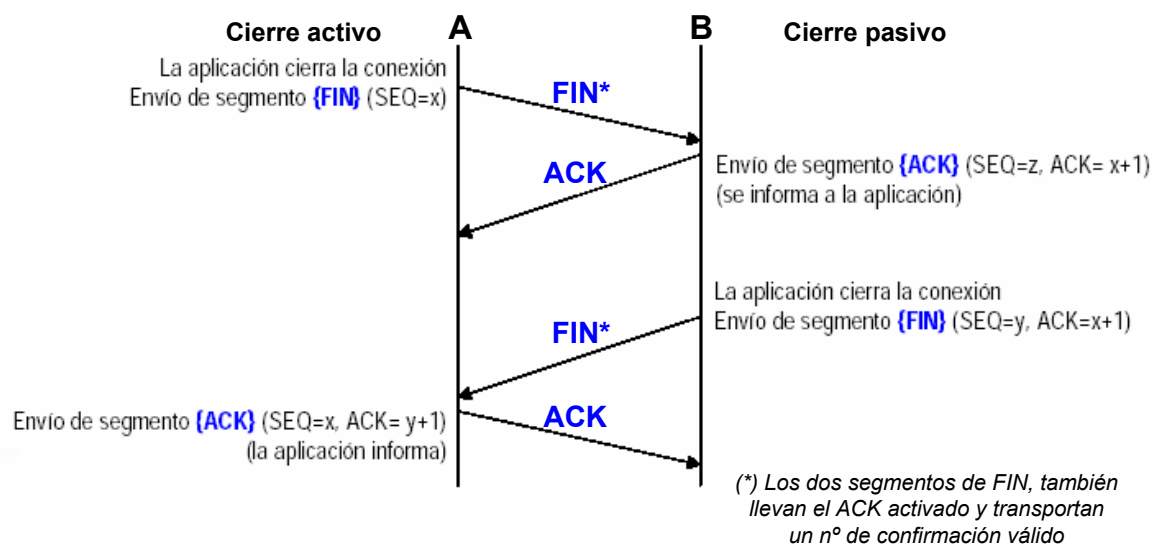 Cierre activo
A
B
Cierre pasivo
La aplicación cierra la conexión
Envío de segmento {FIN} (SEQ=x)
FIN*
ACK
Envío de segmento {ACK} (SEQ=z, ACK= x+1)
(se informa a la aplicación)
La aplicación cierra la conexión
Envío de segmento {FIN} (SEQ=y, ACK=x+1)
FIN*
Envío de segmento {ACK} (SEQ=x, ACK= y+1)
(la aplicación informa)
ACK
(*) Los dos segmentos de FIN, también
llevan el ACK activado y transportan
un nº de confirmación válido